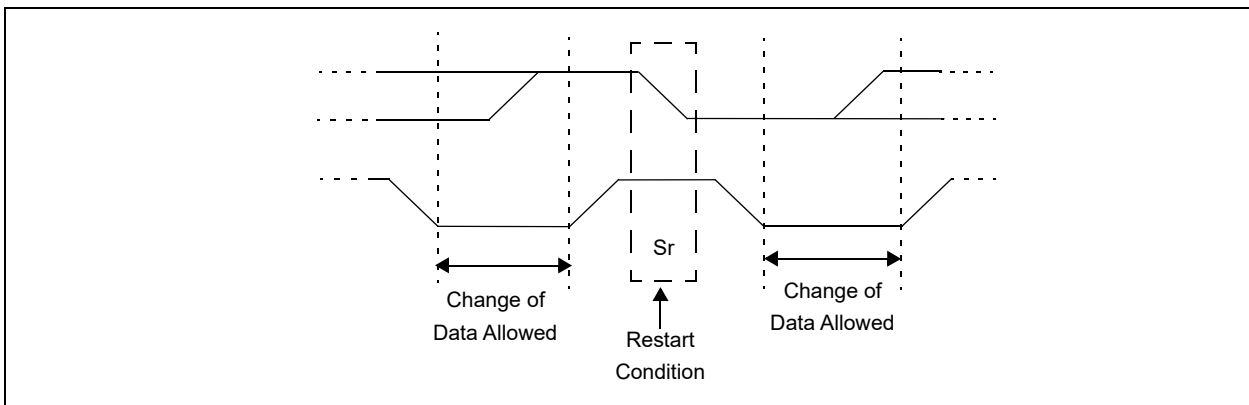 Sr
Change of
Data Allowed
Restart
Condition
Change of
Data Allowed